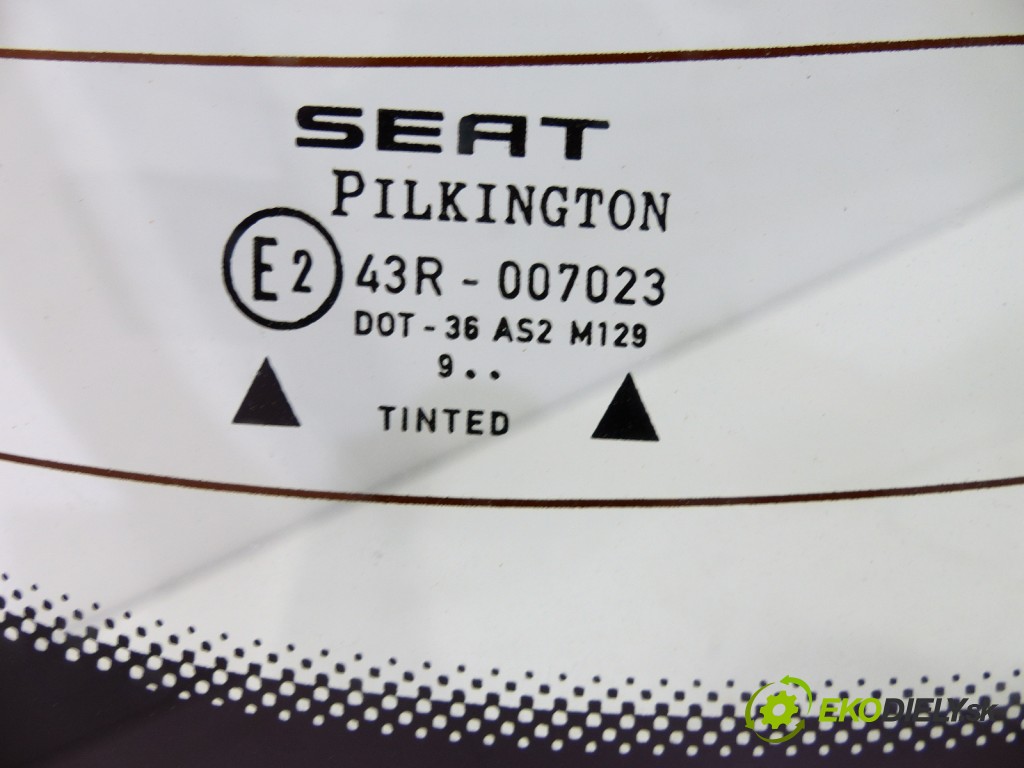 SEAT
PILKINGTON
E2 43R - 007023
DOT - 36 AS2 M129
9..
TINTED
EKODIELY.sk